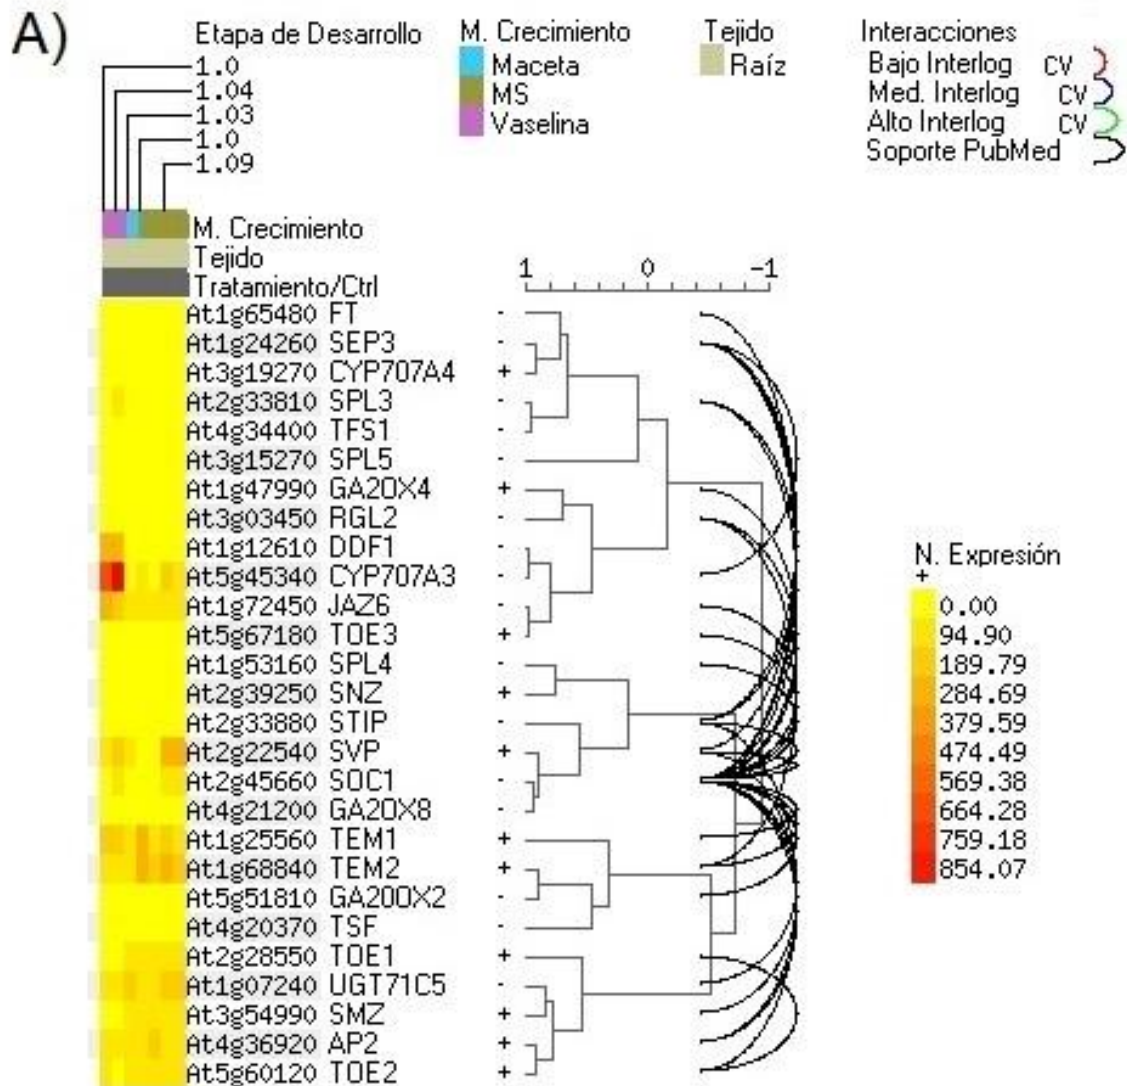 A)
Etapa de Desarrollo
1.0
1.04
1.03
1.0
1.09
M. Crecimiento
Maceta
MS
Vaselina
Tejido
Raíz
Interacciones
Bajo Interlog CV
Med. Interlog CV
Alto Interlog CV
Soporte PubMed
M. Crecimiento
Tejido
Tratamiento/Ctrl
1 0 -1
At1g65480 FT -
At1g24260 SEP3 -
At3g19270 CYP707A4 +
At2g33810 SPL3 -
At4g34400 TFS1 -
At3g15270 SPL5 -
At1g47990 GA2OX4 +
At3g03450 RGL2 -
At1g12610 DDF1 -
At5g45340 CYP707A3 -
At1g72450 JAZ6 -
At5g67180 TOE3 +
At1g53160 SPL4 -
At2g39250 SNZ +
At2g33880 STIP -
At2g22540 SVP +
At2g45660 SOC1 -
At4g21200 GA2OX8 -
At1g25560 TEM1 +
At1g68840 TEM2 +
At5g51810 GA20OX2 -
At4g20370 TSF -
At2g28550 TOE1 +
At1g07240 UGT71C5 -
At3g54990 SMZ +
At4g36920 AP2 +
At5g60120 TOE2 +
N. Expresión
+
0.00
94.90
189.79
284.69
379.59
474.49
569.38
664.28
759.18
854.07